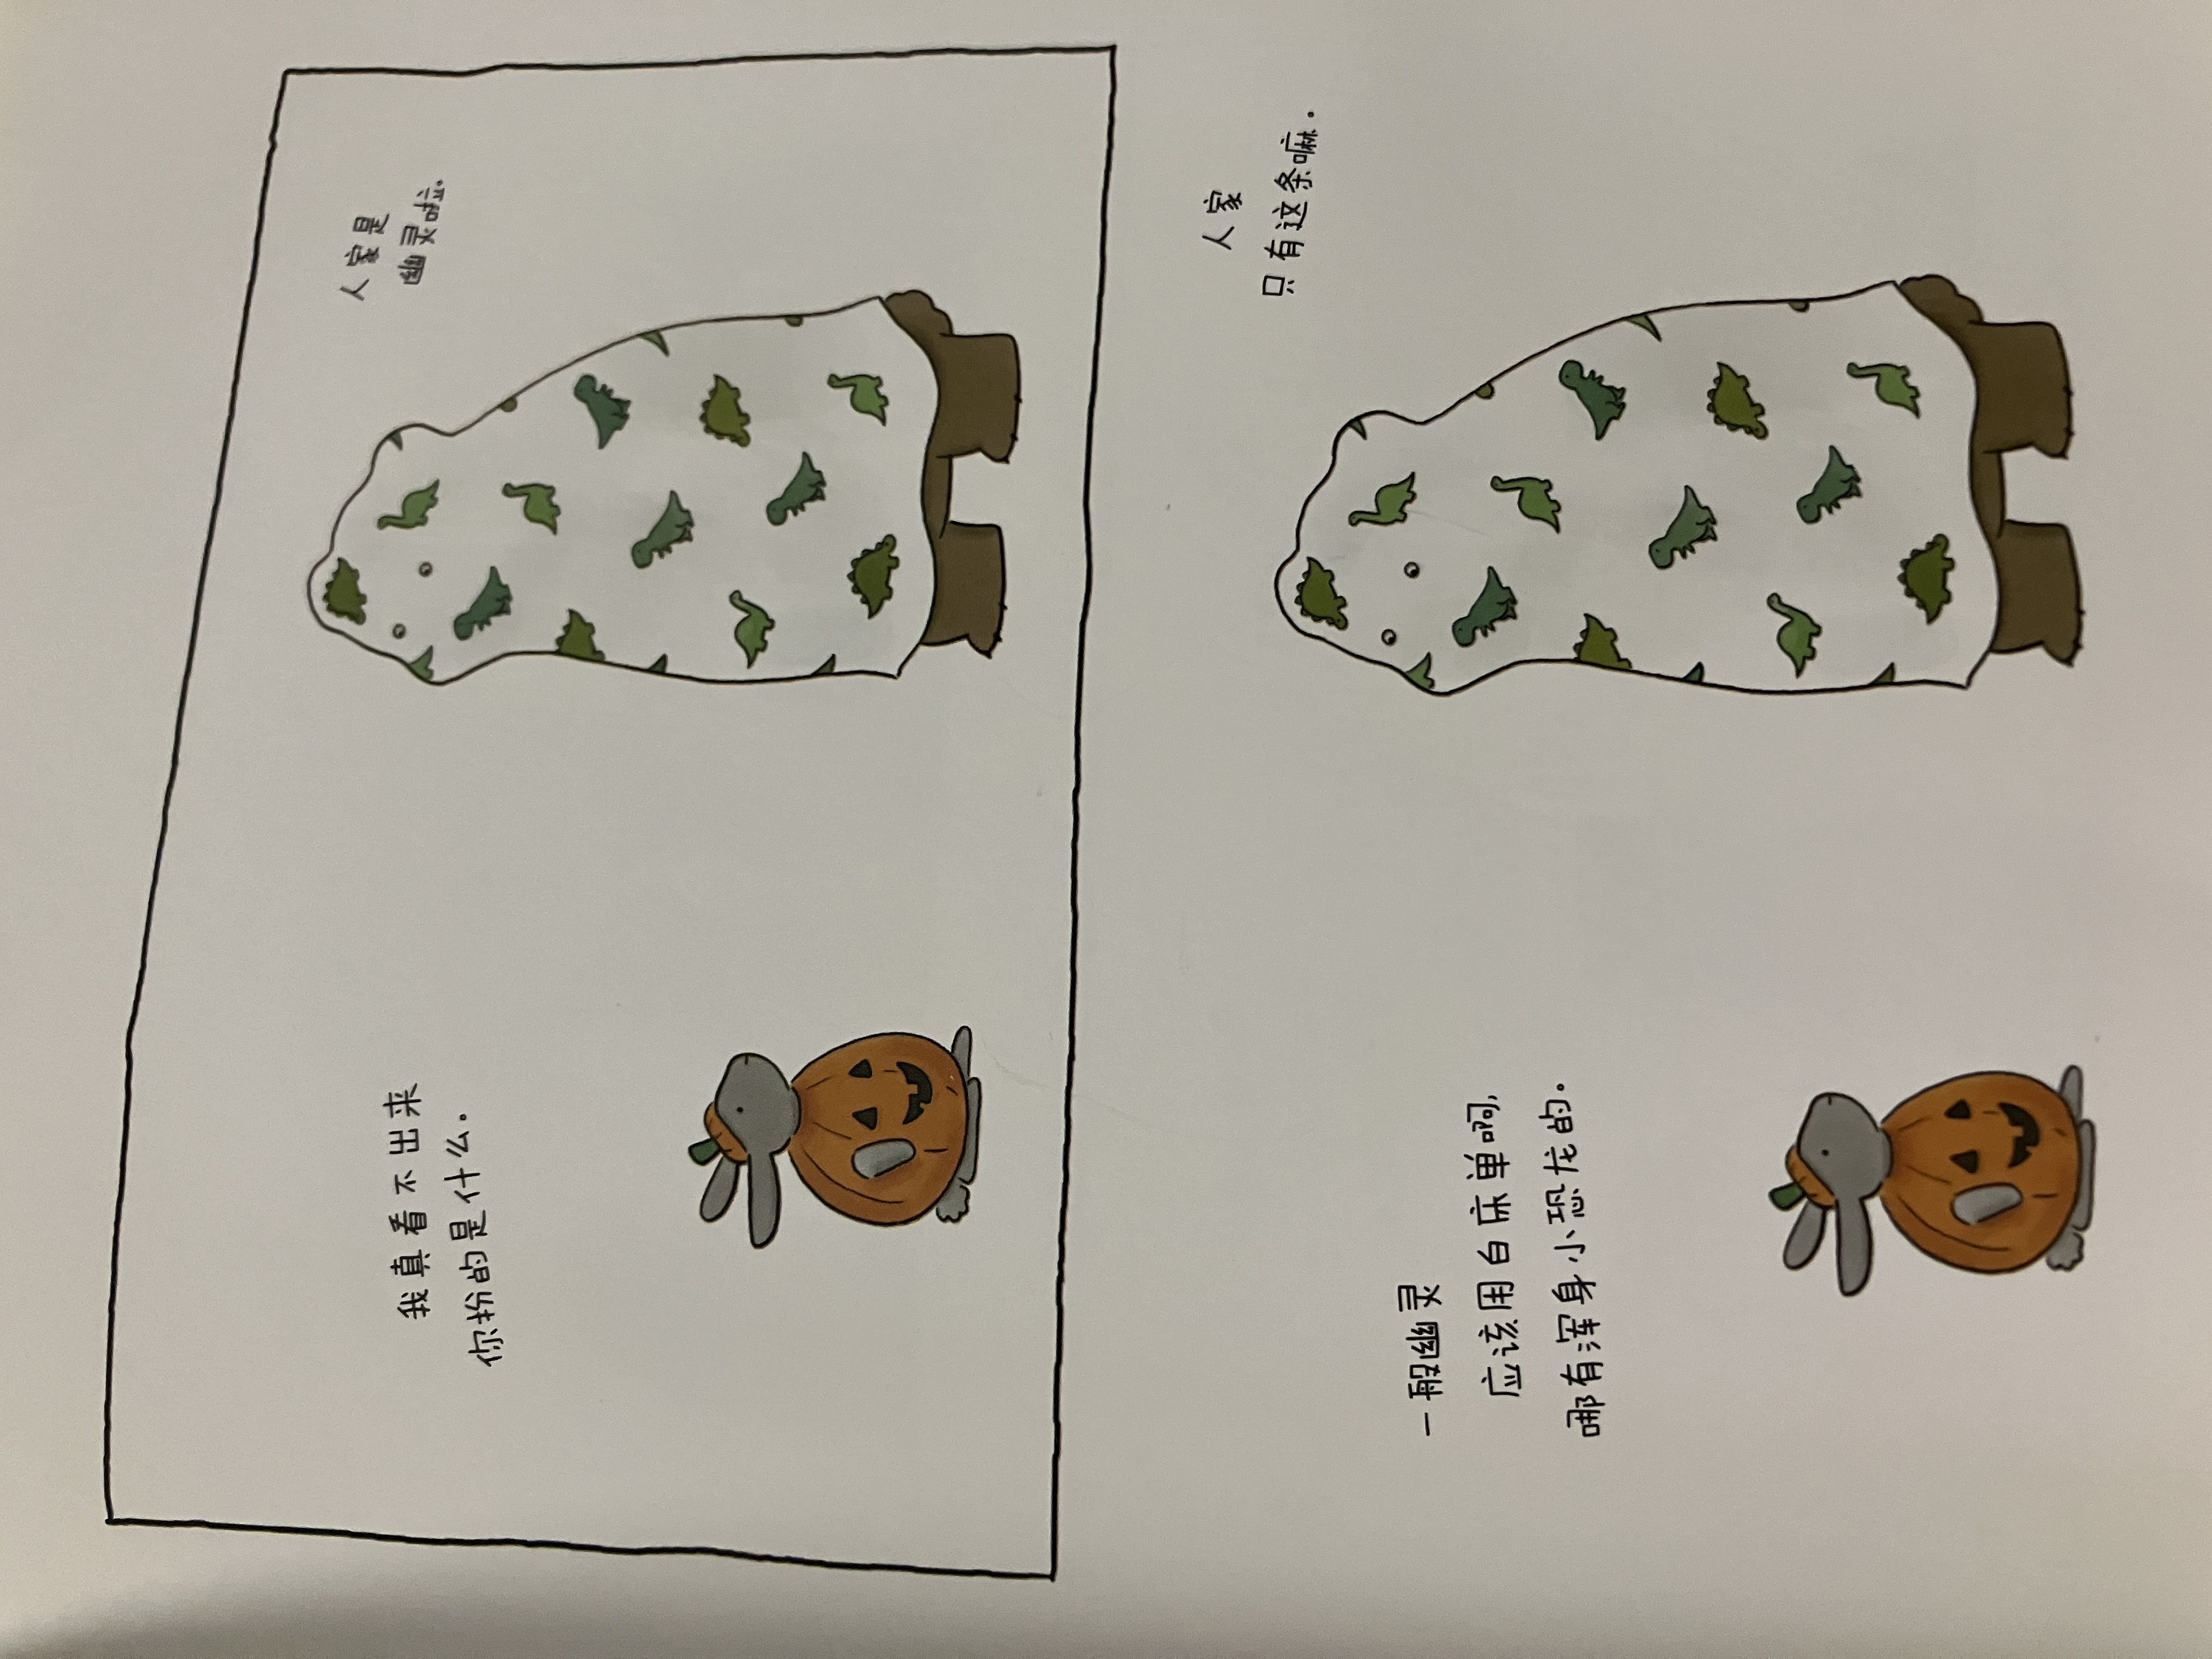 我真看不出来
你扮的是什么。
人家是
幽灵啦。
一般幽灵
应该用白床单啊,
哪有浑身小恐龙的。
人家
只有这条嘛。